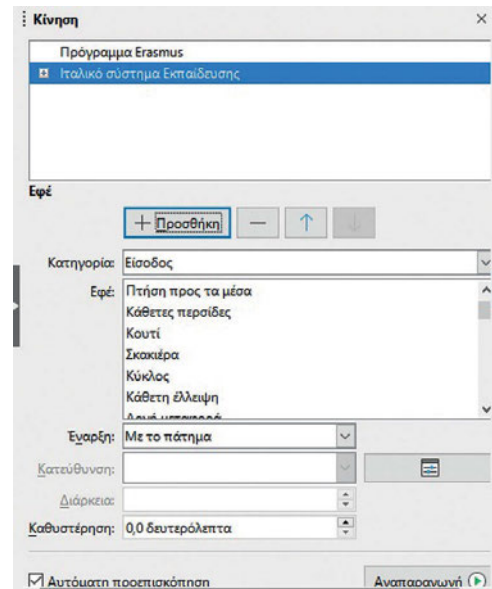 Κίνηση
Πρόγραμμα Erasmus
Ιταλικό σύστημα Εκπαίδευσης
Εφέ
Προσθήκη
Κατηγορία: Είσοδος
Εφέ: Πτήση προς τα μέσα
Κάθετες περσίδες
Κουτί
Σκακιέρα
Κύκλος
Κάθετη έλλειψη
Έναρξη: Με το πάτημα
Κατεύθυνση:
Διάρκεια:
Καθυστέρηση: 0,0 δευτερόλεπτα
Αυτόματη προεπισκόπηση Αναπαραγωγή